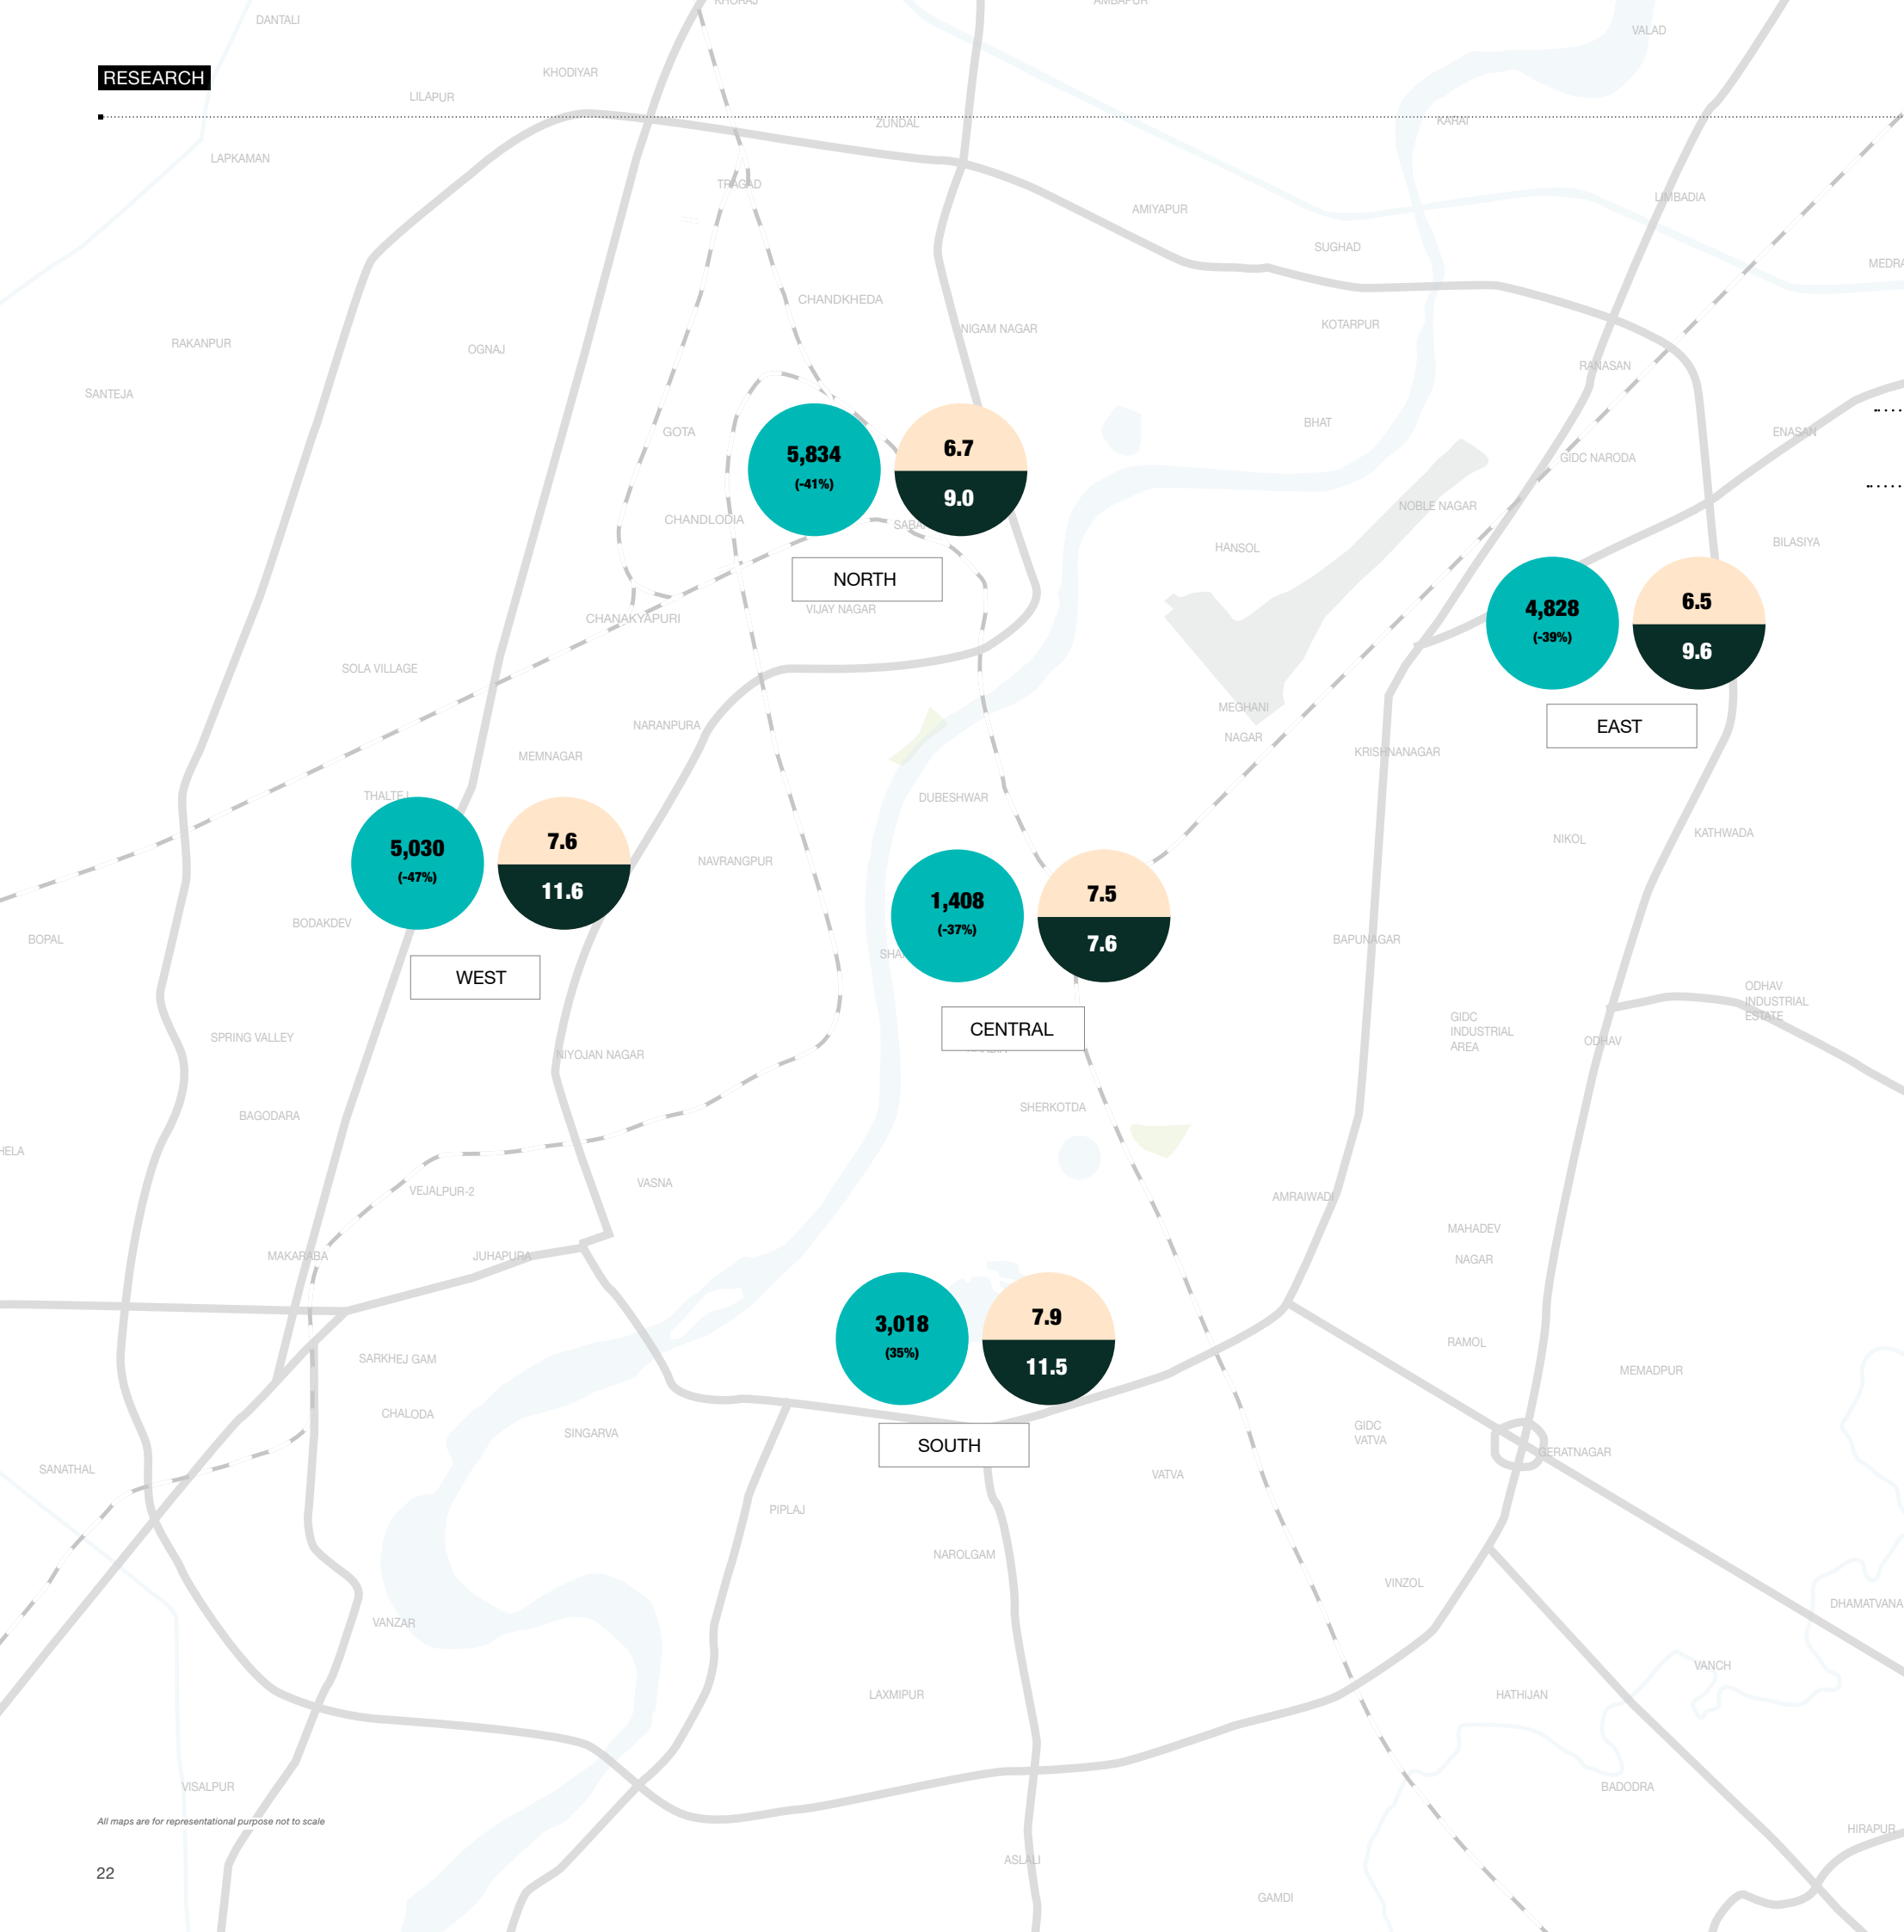 KHORAJ
AMBAPUR
DANTALI
VALAD
RESEARCH
KHODIYAR
LILAPUR
ZUNDAL
KARAI
LAPKAMAN
TRAGAD
LIMBADIA
AMIYAPUR
SUGHAD
MEDRA
CHANDKHEDA
KOTARPUR
NIGAM NAGAR
RAKANPUR
OGNAJ
RANASAN
SANTEJA
BHAT
GOTA
ENASAN
6.7
5,834
GIDC NARODA
(-41%)
9.0
NOBLE NAGAR
CHANDLODIA
BILASIYA
HANSOL
NORTH
6.5
4,828
VIJAY NAGAR
CHANAKYAPURI
(-39%)
9.6
SOLA VILLAGE
MEGHANI
NAGAR
NARANPURA
EAST
KRISHNANAGAR
MEMNAGAR
THALTEJ
DUBESHWAR
KATHWADA
NIKOL
7.6
5,030
NAVRANGPUR
(-47%)
11.6
7.5
1,408
(-37%)
7.6
BODAKDEV
BOPAL
BAPUNAGAR
WEST
ODHAV
INDUSTRIAL
ESTATE
GIDC
INDUSTRIAL
AREA
CENTRAL
SPRING VALLEY
ODHAV
NIYOJAN NAGAR
SHERKOTDA
BAGODARA
HELA
VASNA
VEJALPUR-2
AMRAIWADI
MAHADEV
NAGAR
MAKARABA
JUHAPURA
7.9
3,018
(35%)
11.5
RAMOL
SARKHEJ GAM
MEMADPUR
CHALODA
GIDC
VATVA
SINGARVA
SOUTH
GERATNAGAR
SANATHAL
VATVA
PIPLAJ
NAROLGAM
VINZOL
DHAMATVANA
VANZAR
VANCH
LAXMIPUR
HATHIJAN
VISALPUR
BADODRA
All maps are for representational purpose not to scale
HIRAPUR
ASLALI
22
GAMDI